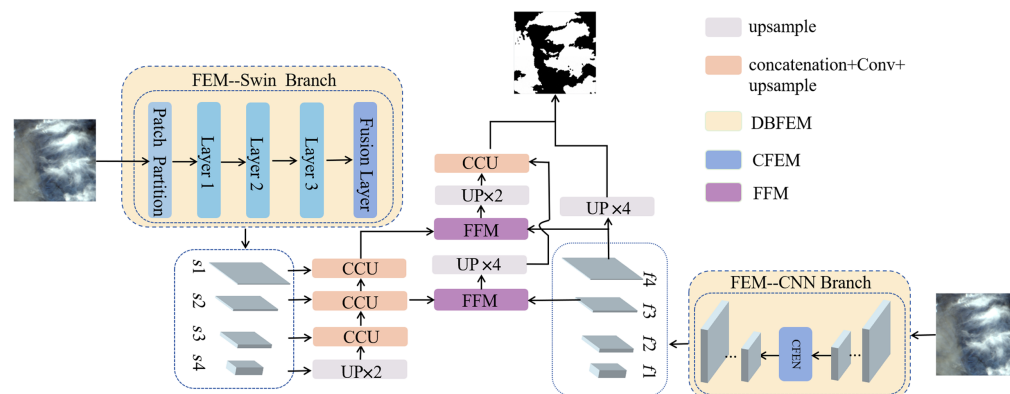 FEM--Swin Branch
Patch Partition
Layer 1
Layer 2
Layer 3
Fusion Layer
s1
s2
s3
s4
CCU
CCU
CCU
UP×2
CCU
UP×2
FFM
UP×4
FFM
UP×4
f4
f3
f2
f1
FEM--CNN Branch
...
CFEN
...
upsample
concatenation+Conv+
upsample
DBFEM
CFEM
FFM